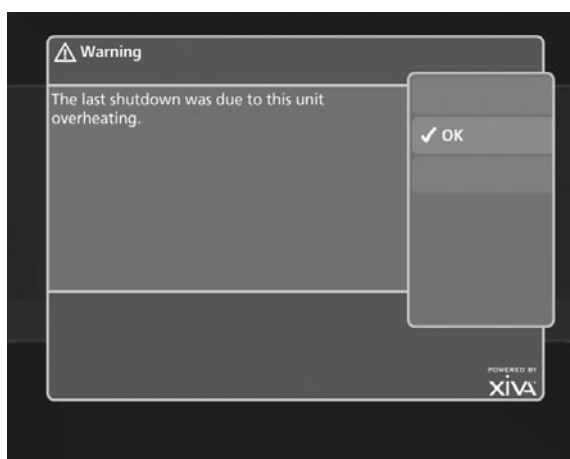 Warning
The last shutdown was due to this unit
overheating.
OK
POWERED BY
XiVA